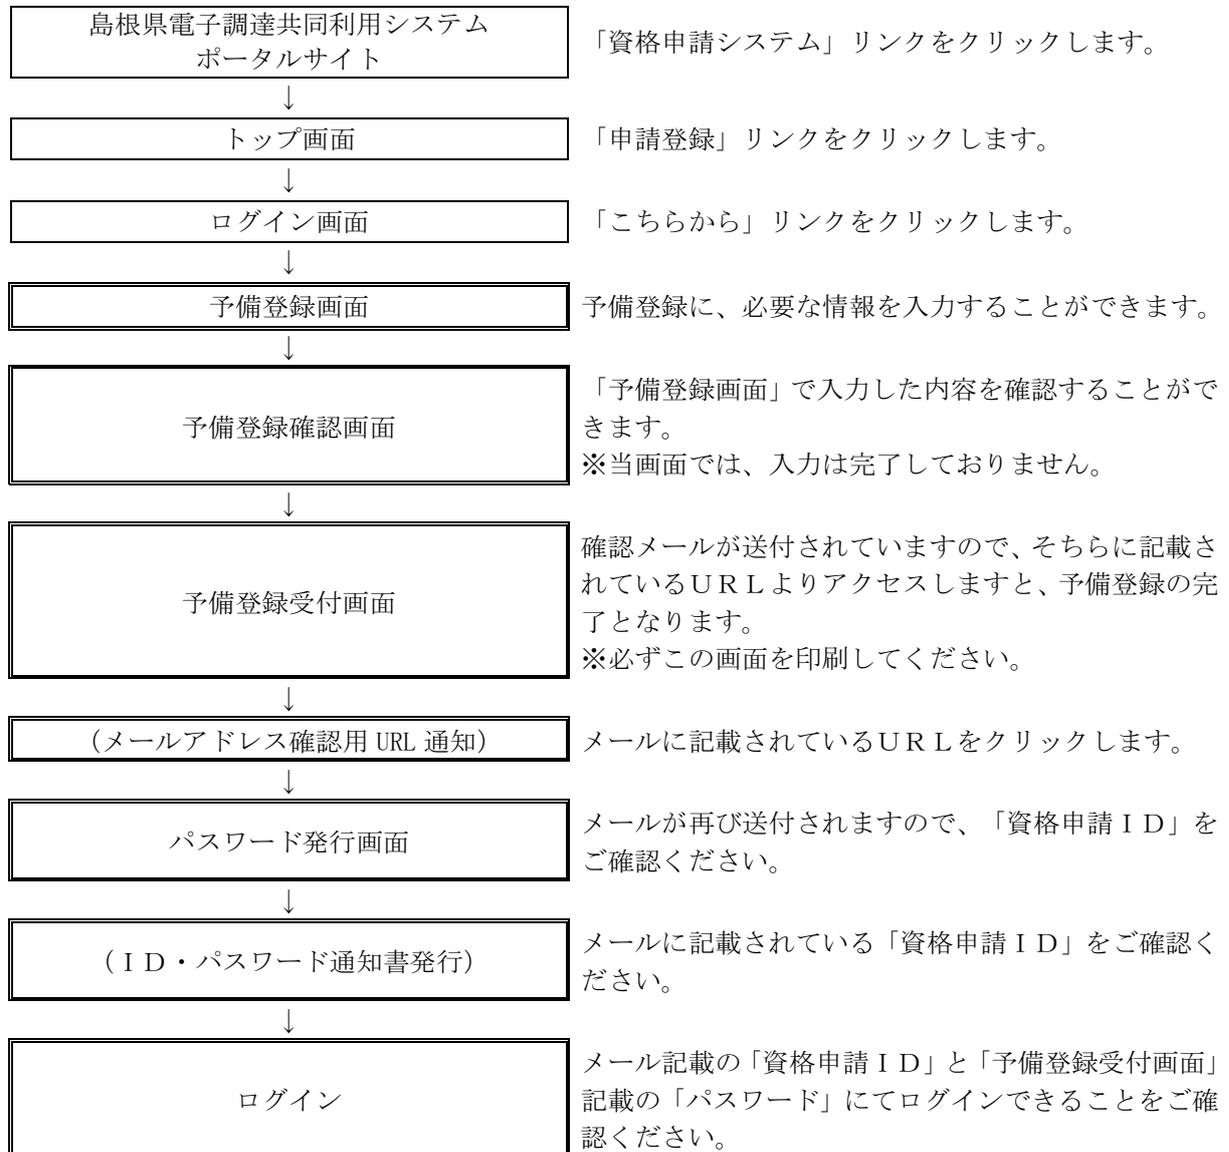 島根県電子調達共同利用システム
ポータルサイト
「資格申請システム」リンクをクリックします。
↓
トップ画面
「申請登録」リンクをクリックします。
↓
ログイン画面
「こちらから」リンクをクリックします。
↓
予備登録画面
予備登録に、必要な情報を入力することができます。
↓
予備登録確認画面
「予備登録画面」で入力した内容を確認することがで
きます。
※当画面では、入力は完了しておりません。
↓
予備登録受付画面
確認メールが送付されていますので、そちらに記載さ
れているＵＲＬよりアクセスしますと、予備登録の完
了となります。
※必ずこの画面を印刷してください。
↓
（メールアドレス確認用 URL 通知）
メールに記載されているＵＲＬをクリックします。
↓
パスワード発行画面
メールが再び送付されますので、「資格申請ＩＤ」を
ご確認ください。
↓
（ＩＤ・パスワード通知書発行）
メールに記載されている「資格申請ＩＤ」をご確認く
ださい。
↓
ログイン
メール記載の「資格申請ＩＤ」と「予備登録受付画面」
記載の「パスワード」にてログインできることをご確
認ください。